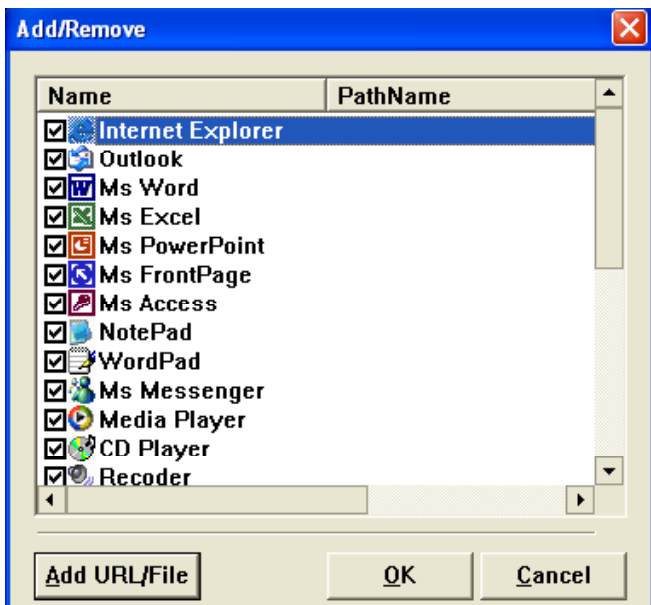 Add/Remove
Name PathName
Internet Explorer
Outlook
Ms Word
Ms Excel
Ms PowerPoint
Ms FrontPage
Ms Access
NotePad
WordPad
Ms Messenger
Media Player
CD Player
Recoder
Add URL/File OK Cancel